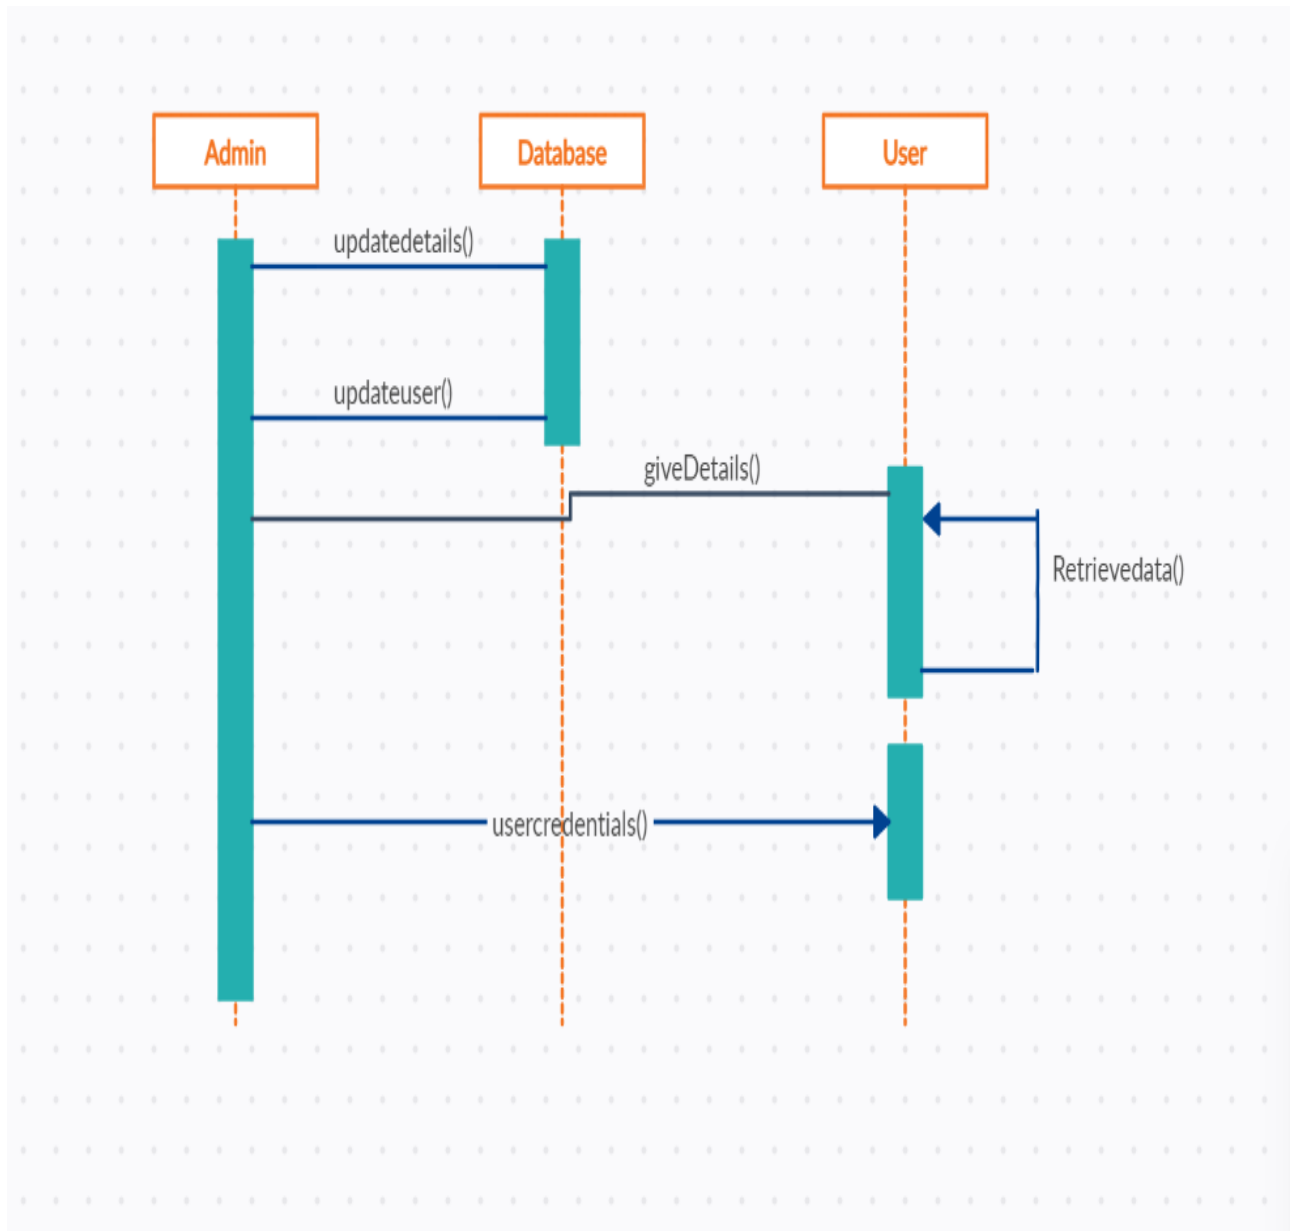 Admin
Database
User
updatedetails()
updateuser()
giveDetails()
Retrievedata()
usercredentials()